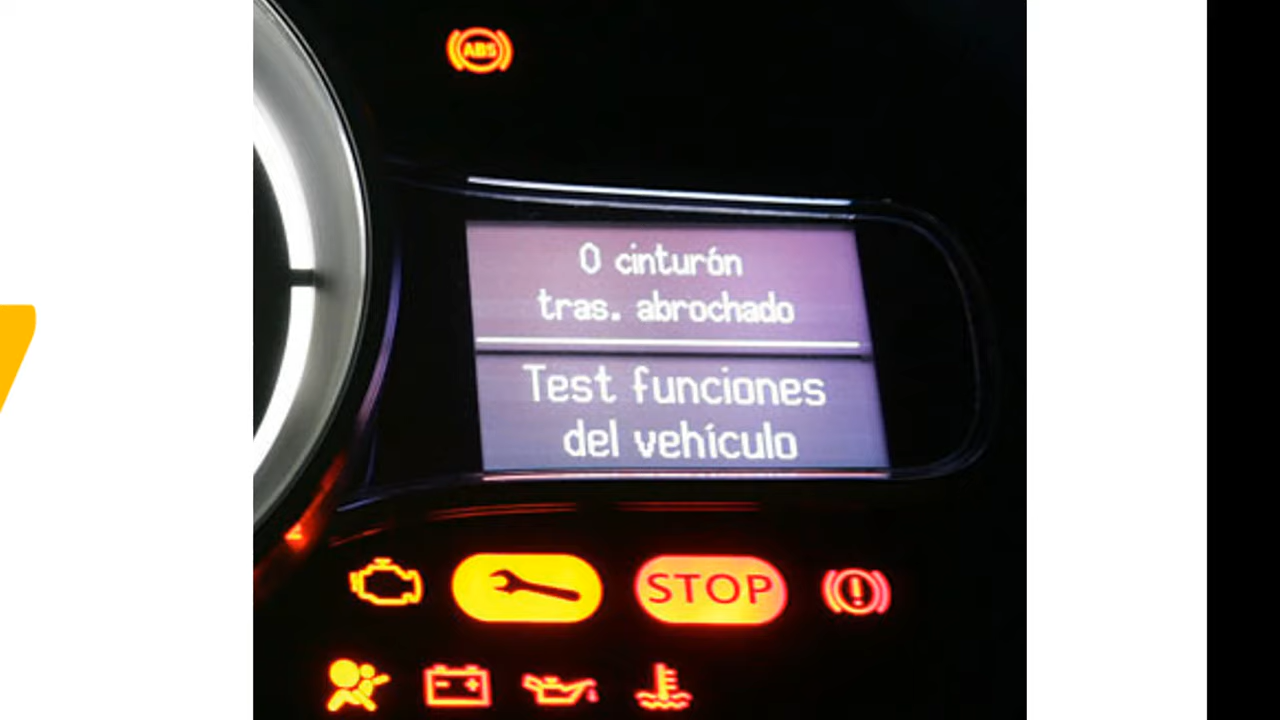 ABS
0 cinturón
tras. abrochado
Test funciones
del vehículo
STOP